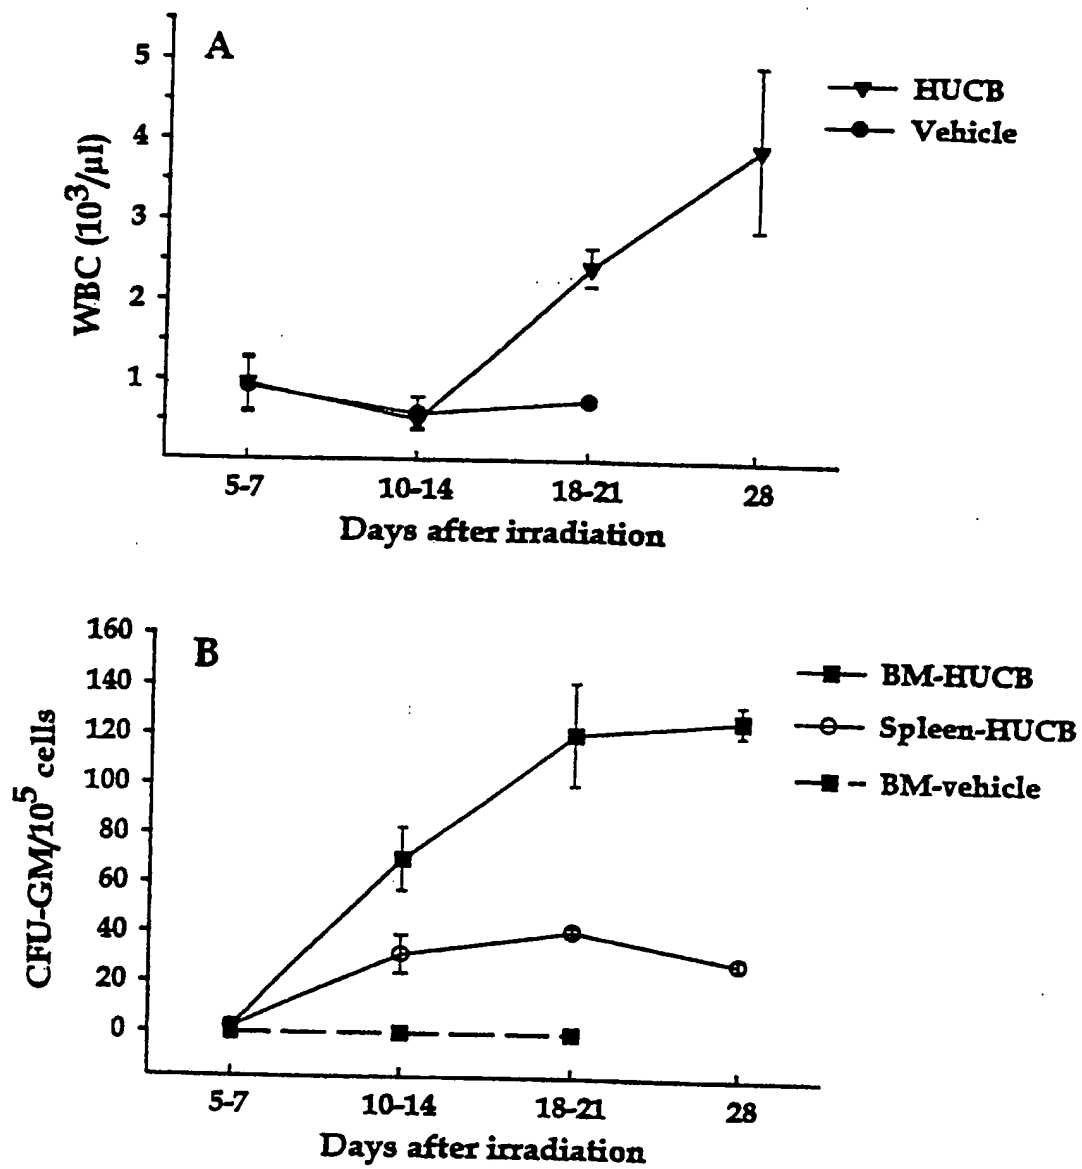 A
5
4
3
2
1
WBC (10³/µl)
HUCB
Vehicle
5-7 10-14 18-21 28
Days after irradiation
B
160
140
120
100
80
60
40
20
0
CFU-GM/10⁵ cells
BM-HUCB
Spleen-HUCB
BM-vehicle
5-7 10-14 18-21 28
Days after irradiation